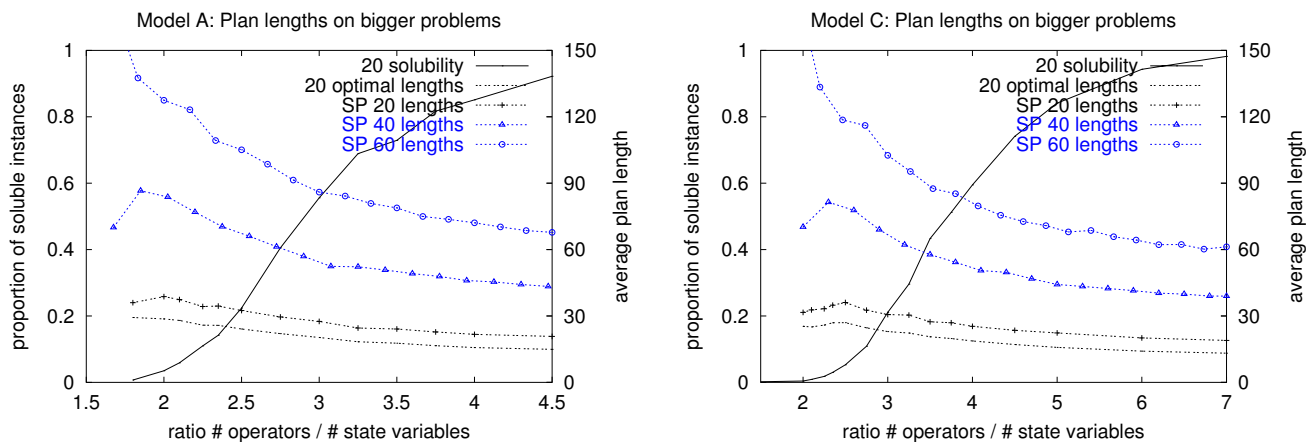 Model A: Plan lengths on bigger problems
proportion of soluble instances
1
0.8
0.6
0.4
0.2
0
150
120
90
60
30
0
average plan length
20 solubility
20 optimal lengths
SP 20 lengths
SP 40 lengths
SP 60 lengths
1.5 2 2.5 3 3.5 4 4.5
ratio # operators / # state variables
Model C: Plan lengths on bigger problems
proportion of soluble instances
1
0.8
0.6
0.4
0.2
0
150
120
90
60
30
0
average plan length
20 solubility
20 optimal lengths
SP 20 lengths
SP 40 lengths
SP 60 lengths
2 3 4 5 6 7
ratio # operators / # state variables